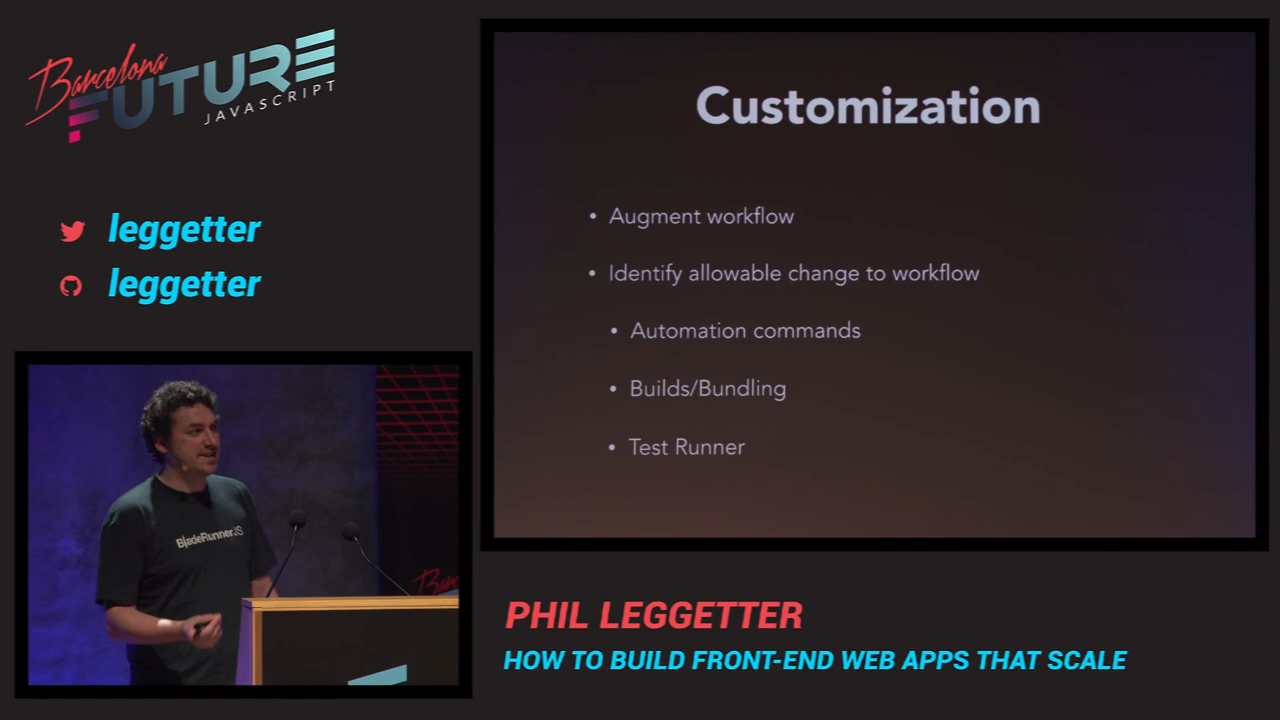 Barcelona
FUTURE
JAVASCRIPT
leggetter
leggetter
Customization
• Augment workflow
• Identify allowable change to workflow
• Automation commands
• Builds/Bundling
• Test Runner
BladeRunnerJS
PHIL LEGGETTER
HOW TO BUILD FRONT-END WEB APPS THAT SCALE